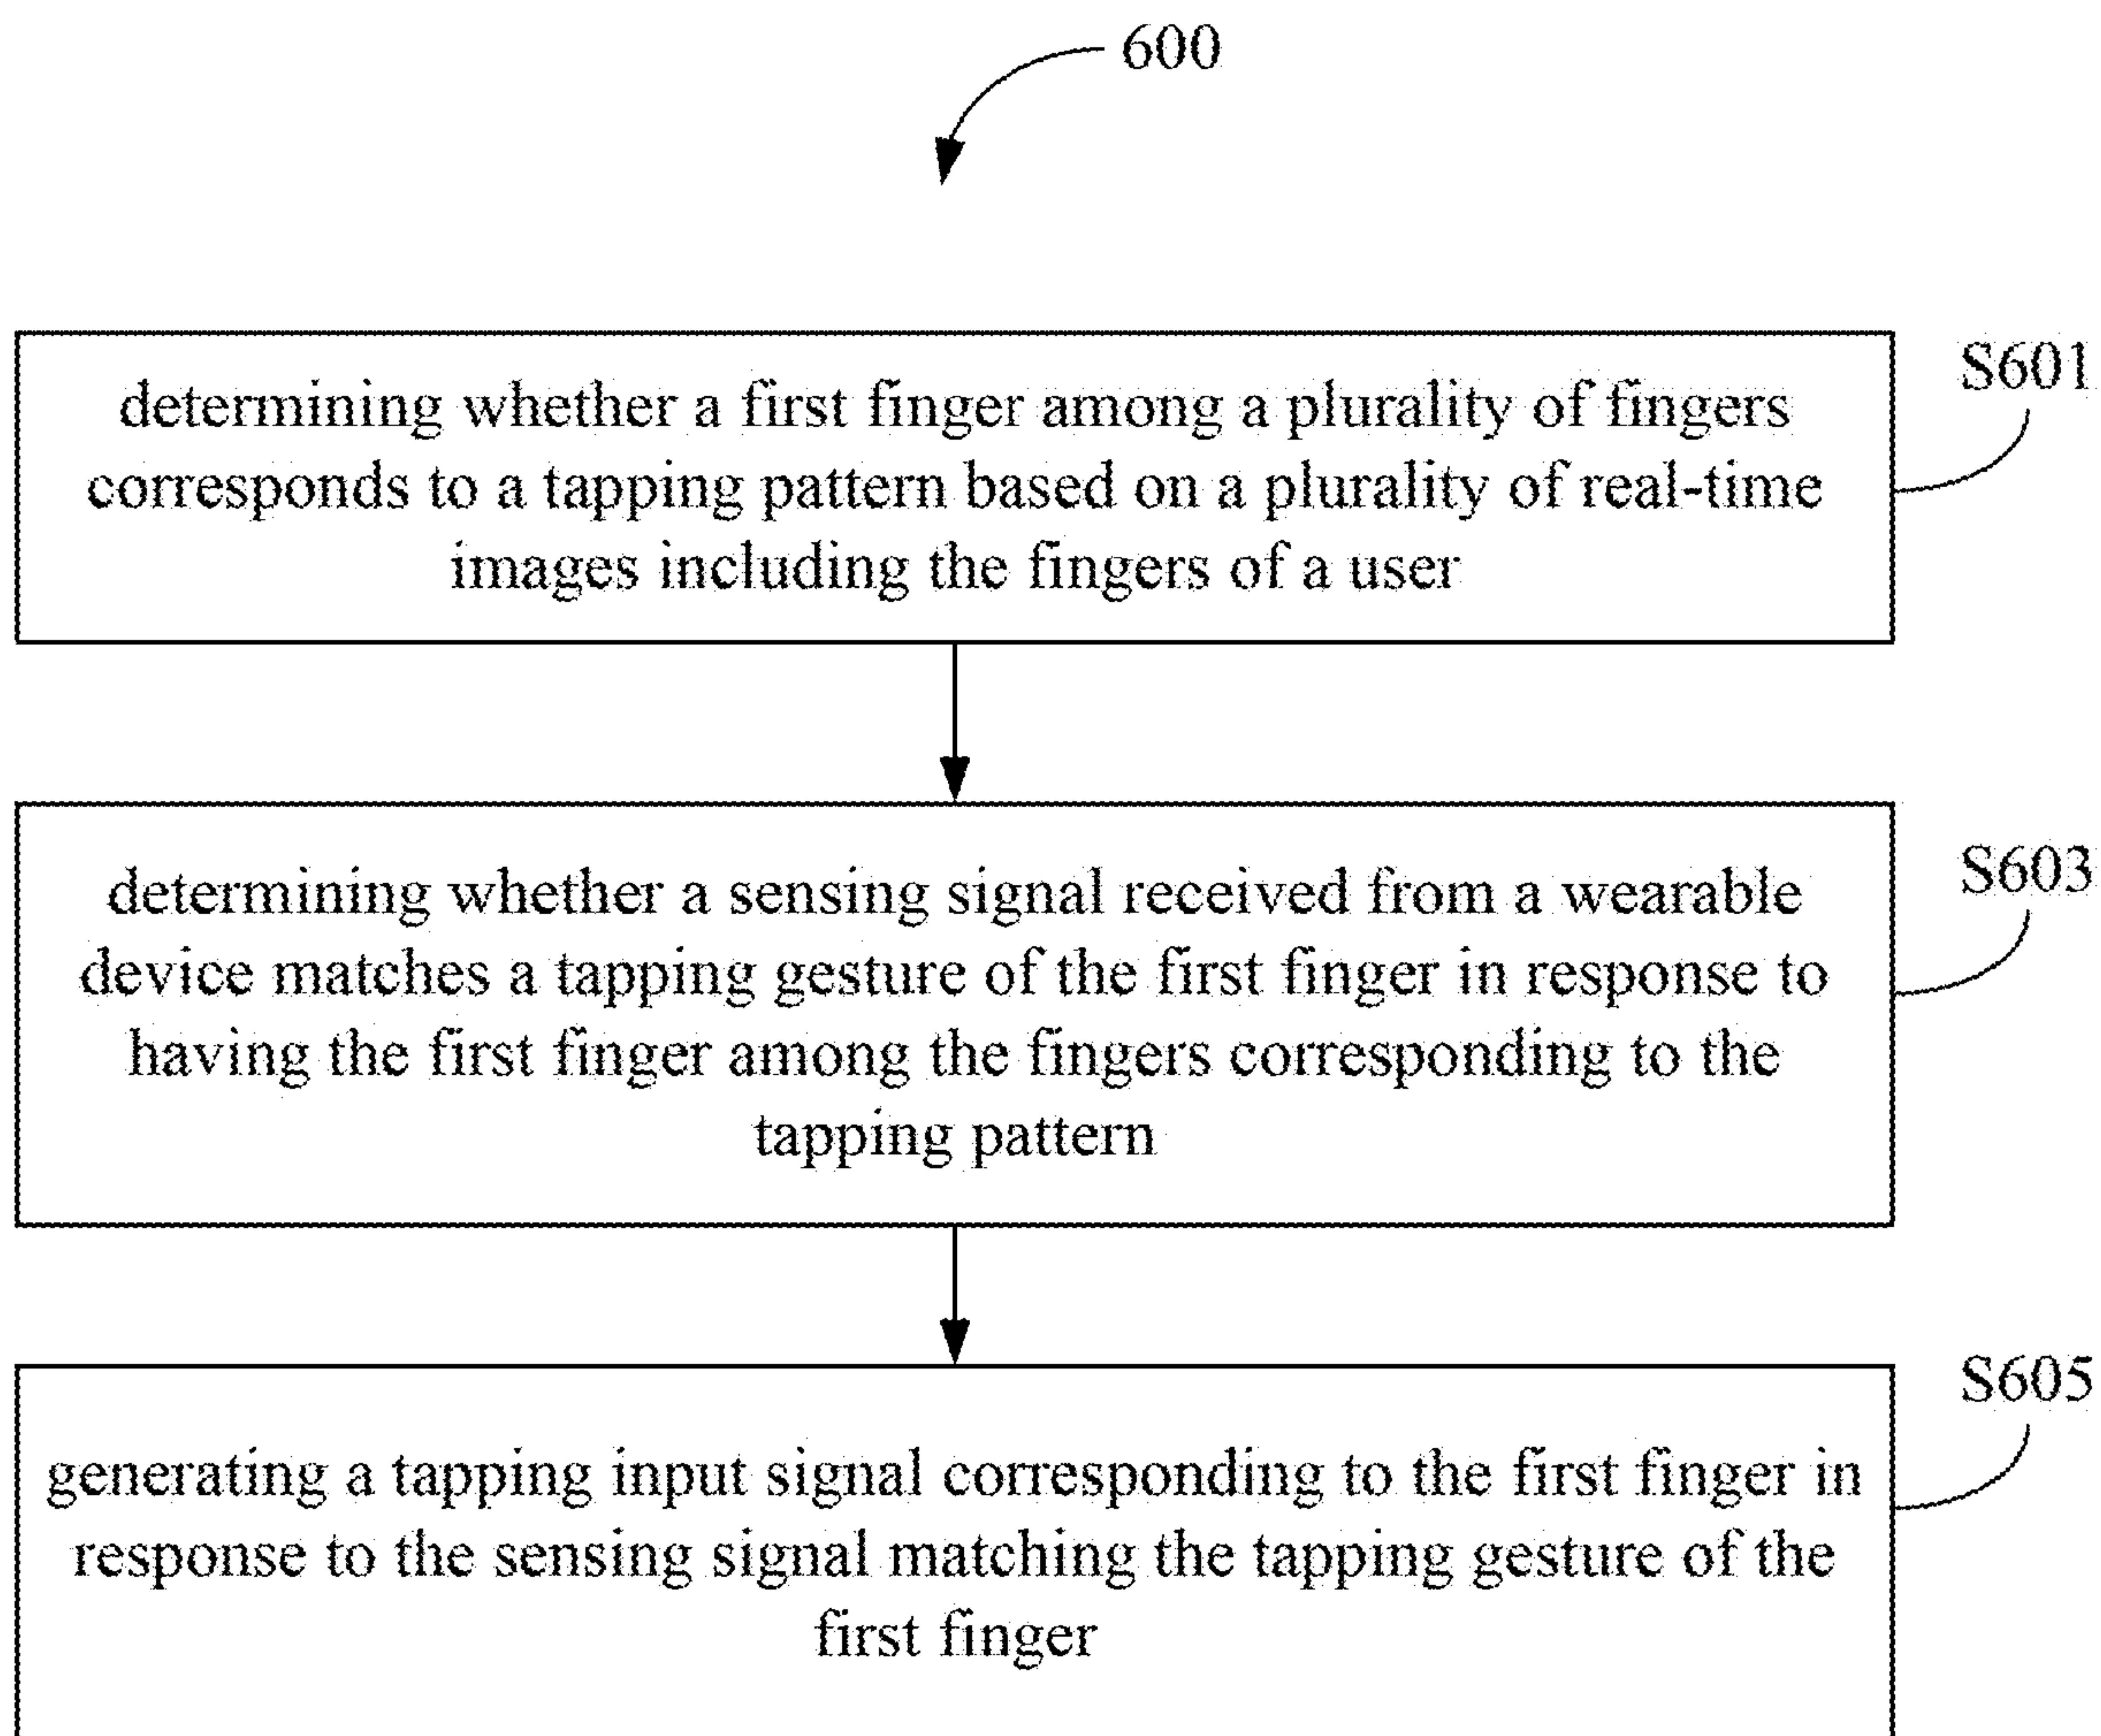 600
S601
determining whether a first finger among a plurality of fingers
corresponds to a tapping pattern based on a plurality of real-time
images including the fingers of a user
S603
determining whether a sensing signal received from a wearable
device matches a tapping gesture of the first finger in response to
having the first finger among the fingers corresponding to the
tapping pattern
S605
generating a tapping input signal corresponding to the first finger in
response to the sensing signal matching the tapping gesture of the
first finger